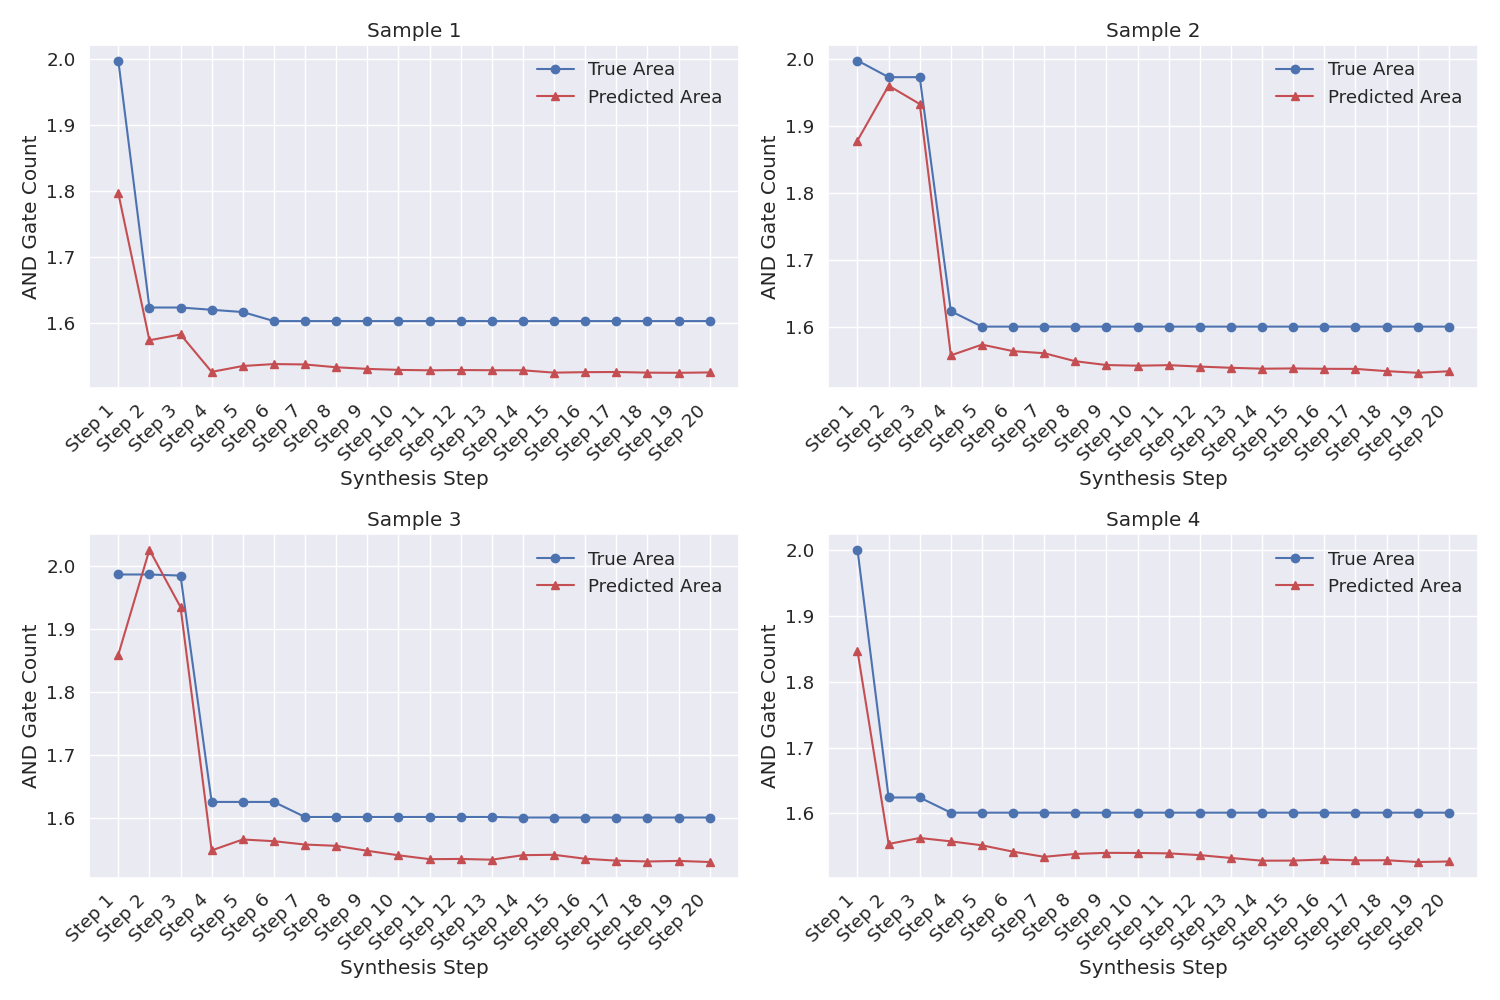 Sample 1
AND Gate Count
2.0
1.9
1.8
1.7
1.6
True Area
Predicted Area
Step 1
Step 2
Step 3
Step 4
Step 5
Step 6
Step 7
Step 8
Step 9
Step 10
Step 11
Step 12
Step 13
Step 14
Step 15
Step 16
Step 17
Step 18
Step 19
Step 20
Synthesis Step
Sample 2
AND Gate Count
2.0
1.9
1.8
1.7
1.6
True Area
Predicted Area
Step 1
Step 2
Step 3
Step 4
Step 5
Step 6
Step 7
Step 8
Step 9
Step 10
Step 11
Step 12
Step 13
Step 14
Step 15
Step 16
Step 17
Step 18
Step 19
Step 20
Synthesis Step
Sample 3
AND Gate Count
2.0
1.9
1.8
1.7
1.6
True Area
Predicted Area
Step 1
Step 2
Step 3
Step 4
Step 5
Step 6
Step 7
Step 8
Step 9
Step 10
Step 11
Step 12
Step 13
Step 14
Step 15
Step 16
Step 17
Step 18
Step 19
Step 20
Synthesis Step
Sample 4
AND Gate Count
2.0
1.9
1.8
1.7
1.6
True Area
Predicted Area
Step 1
Step 2
Step 3
Step 4
Step 5
Step 6
Step 7
Step 8
Step 9
Step 10
Step 11
Step 12
Step 13
Step 14
Step 15
Step 16
Step 17
Step 18
Step 19
Step 20
Synthesis Step